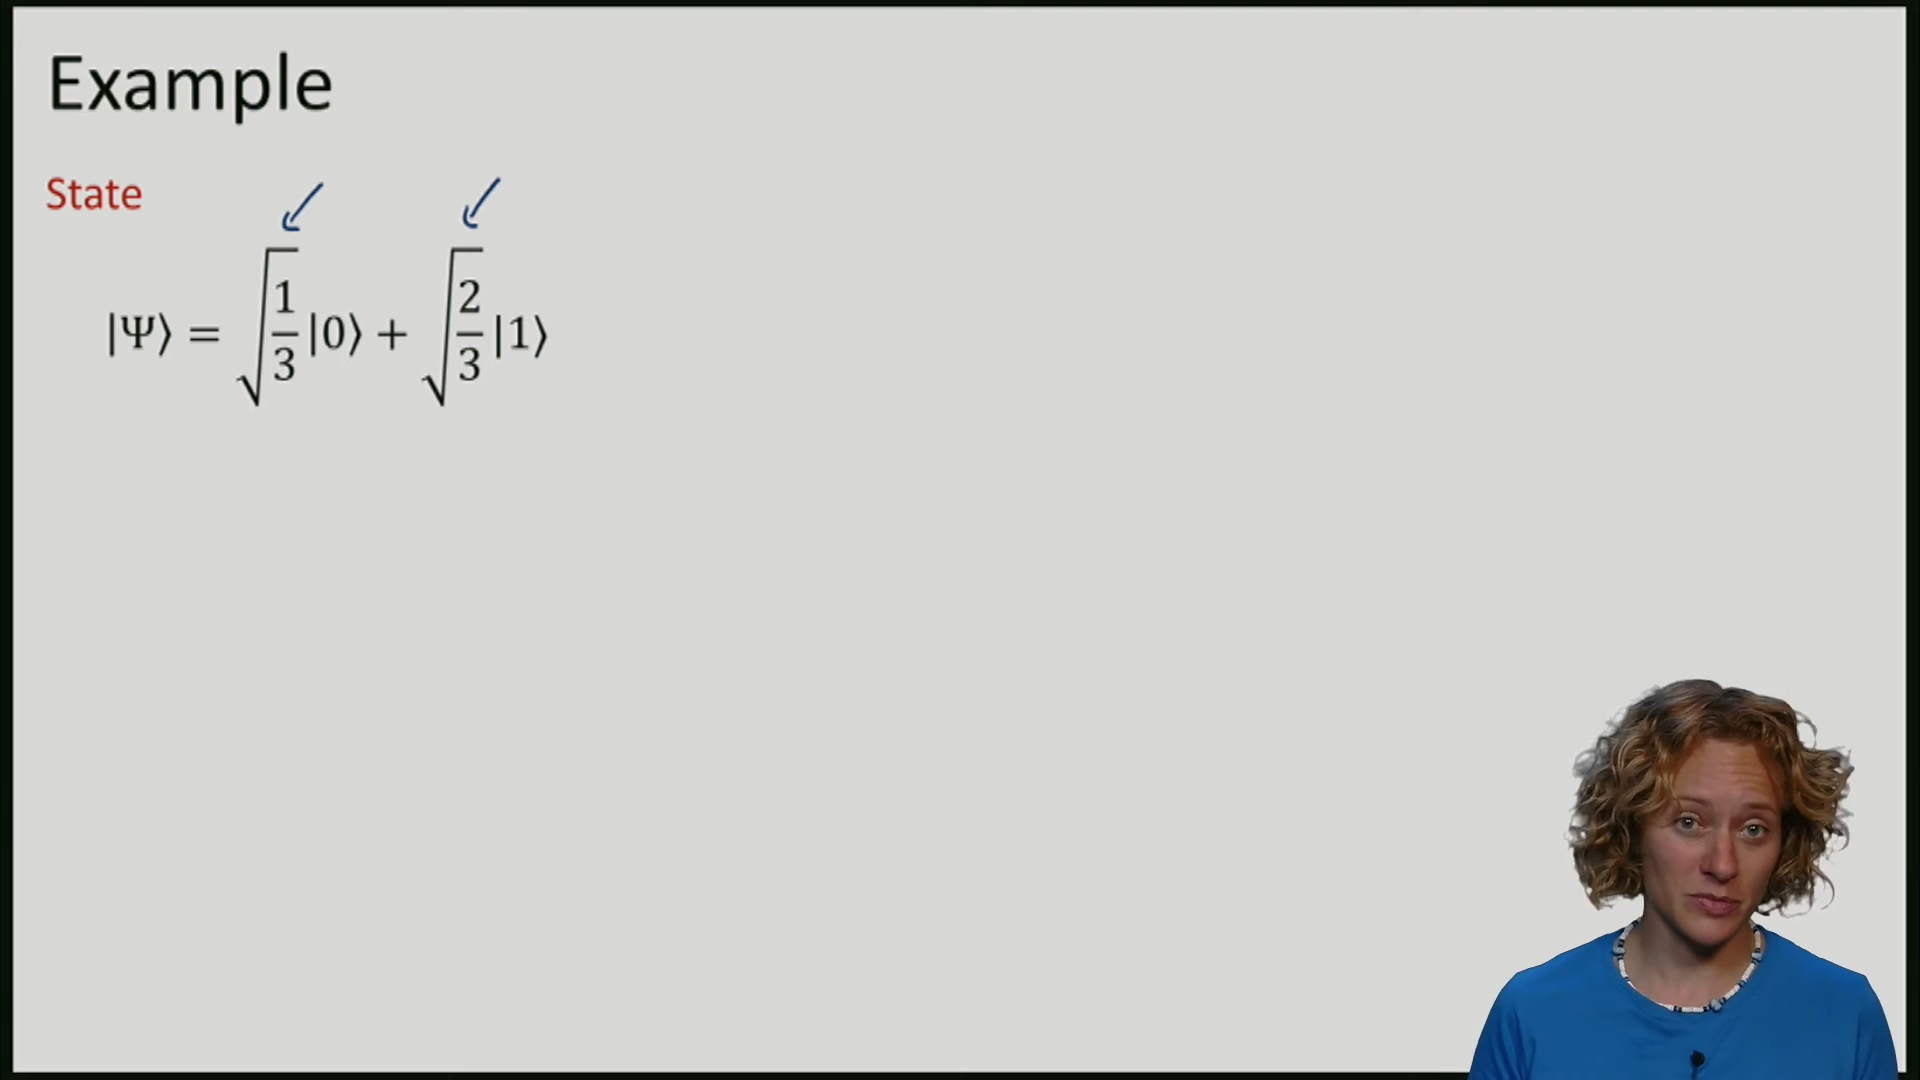 Example
State
|Ψ⟩ = √(1/3) |0⟩ + √(2/3) |1⟩